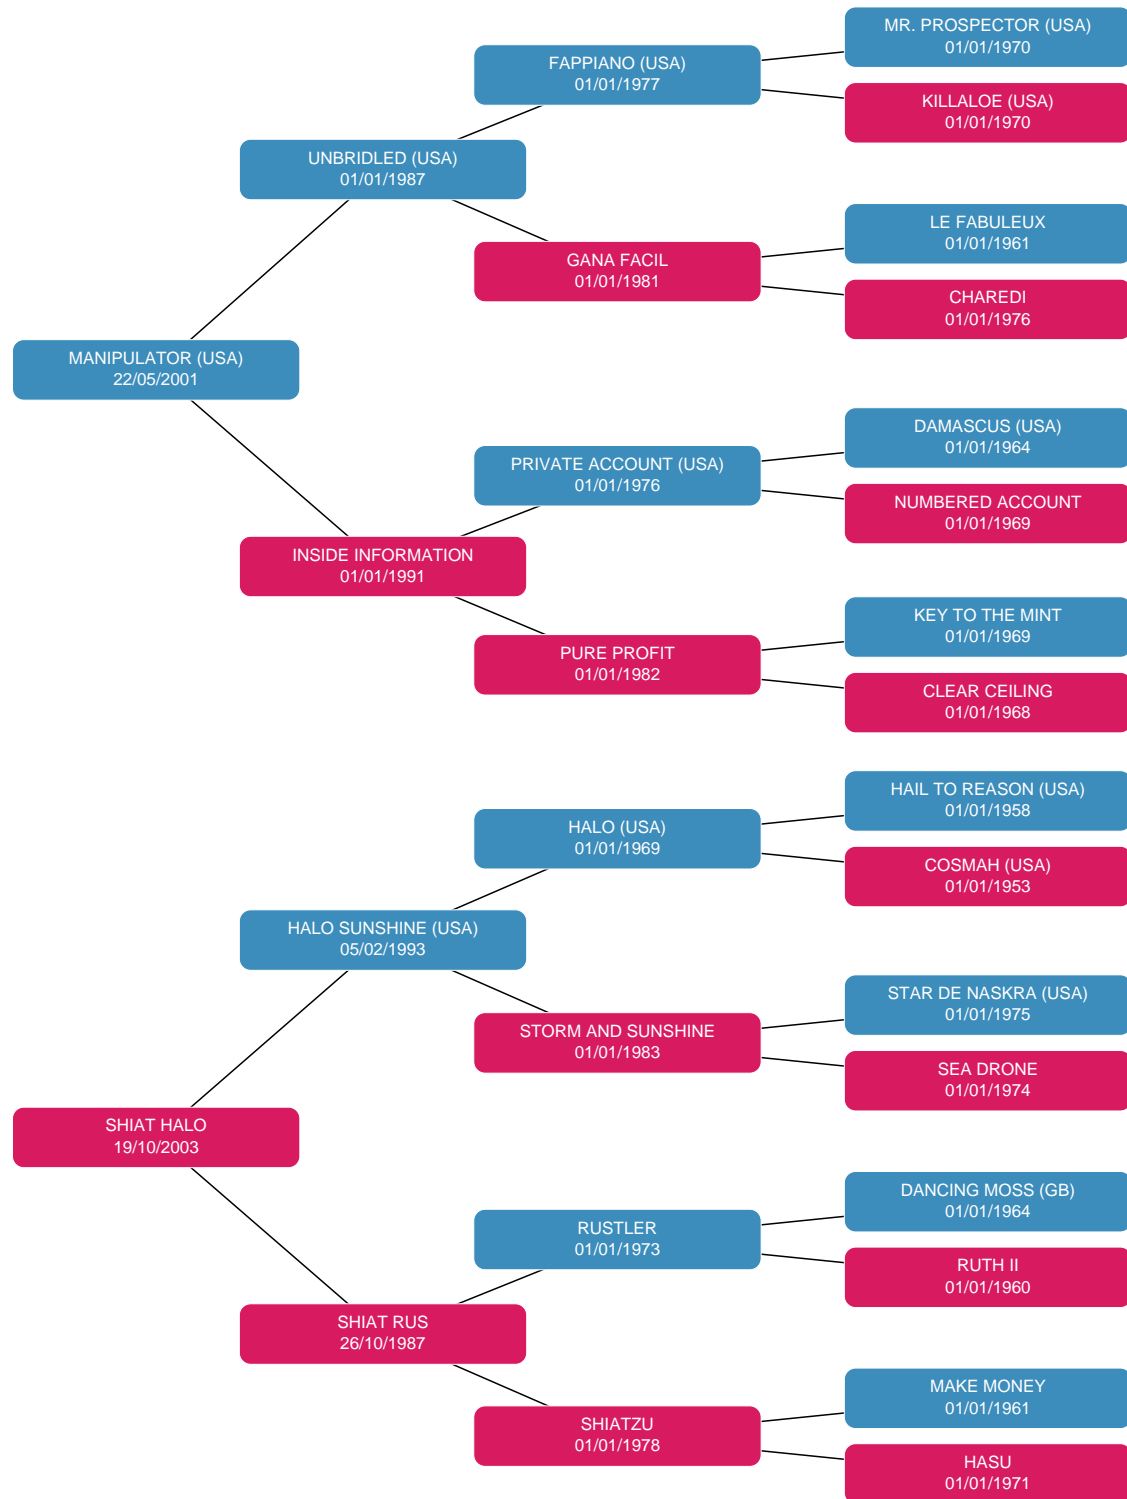 MR. PROSPECTOR (USA)
01/01/1970
FAPPIANO (USA)
01/01/1977
KILLALOE (USA)
01/01/1970
UNBRIDLED (USA)
01/01/1987
LE FABULEUX
01/01/1961
GANA FACIL
01/01/1981
CHAREDI
01/01/1976
MANIPULATOR (USA)
22/05/2001
DAMASCUS (USA)
01/01/1964
PRIVATE ACCOUNT (USA)
01/01/1976
NUMBERED ACCOUNT
01/01/1969
INSIDE INFORMATION
01/01/1991
KEY TO THE MINT
01/01/1969
PURE PROFIT
01/01/1982
CLEAR CEILING
01/01/1968
HAIL TO REASON (USA)
01/01/1958
HALO (USA)
01/01/1969
COSMAH (USA)
01/01/1953
HALO SUNSHINE (USA)
05/02/1993
STAR DE NASKRA (USA)
01/01/1975
STORM AND SUNSHINE
01/01/1983
SEA DRONE
01/01/1974
SHIAT HALO
19/10/2003
DANCING MOSS (GB)
01/01/1964
RUSTLER
01/01/1973
RUTH II
01/01/1960
SHIAT RUS
26/10/1987
MAKE MONEY
01/01/1961
SHIATZU
01/01/1978
HASU
01/01/1971